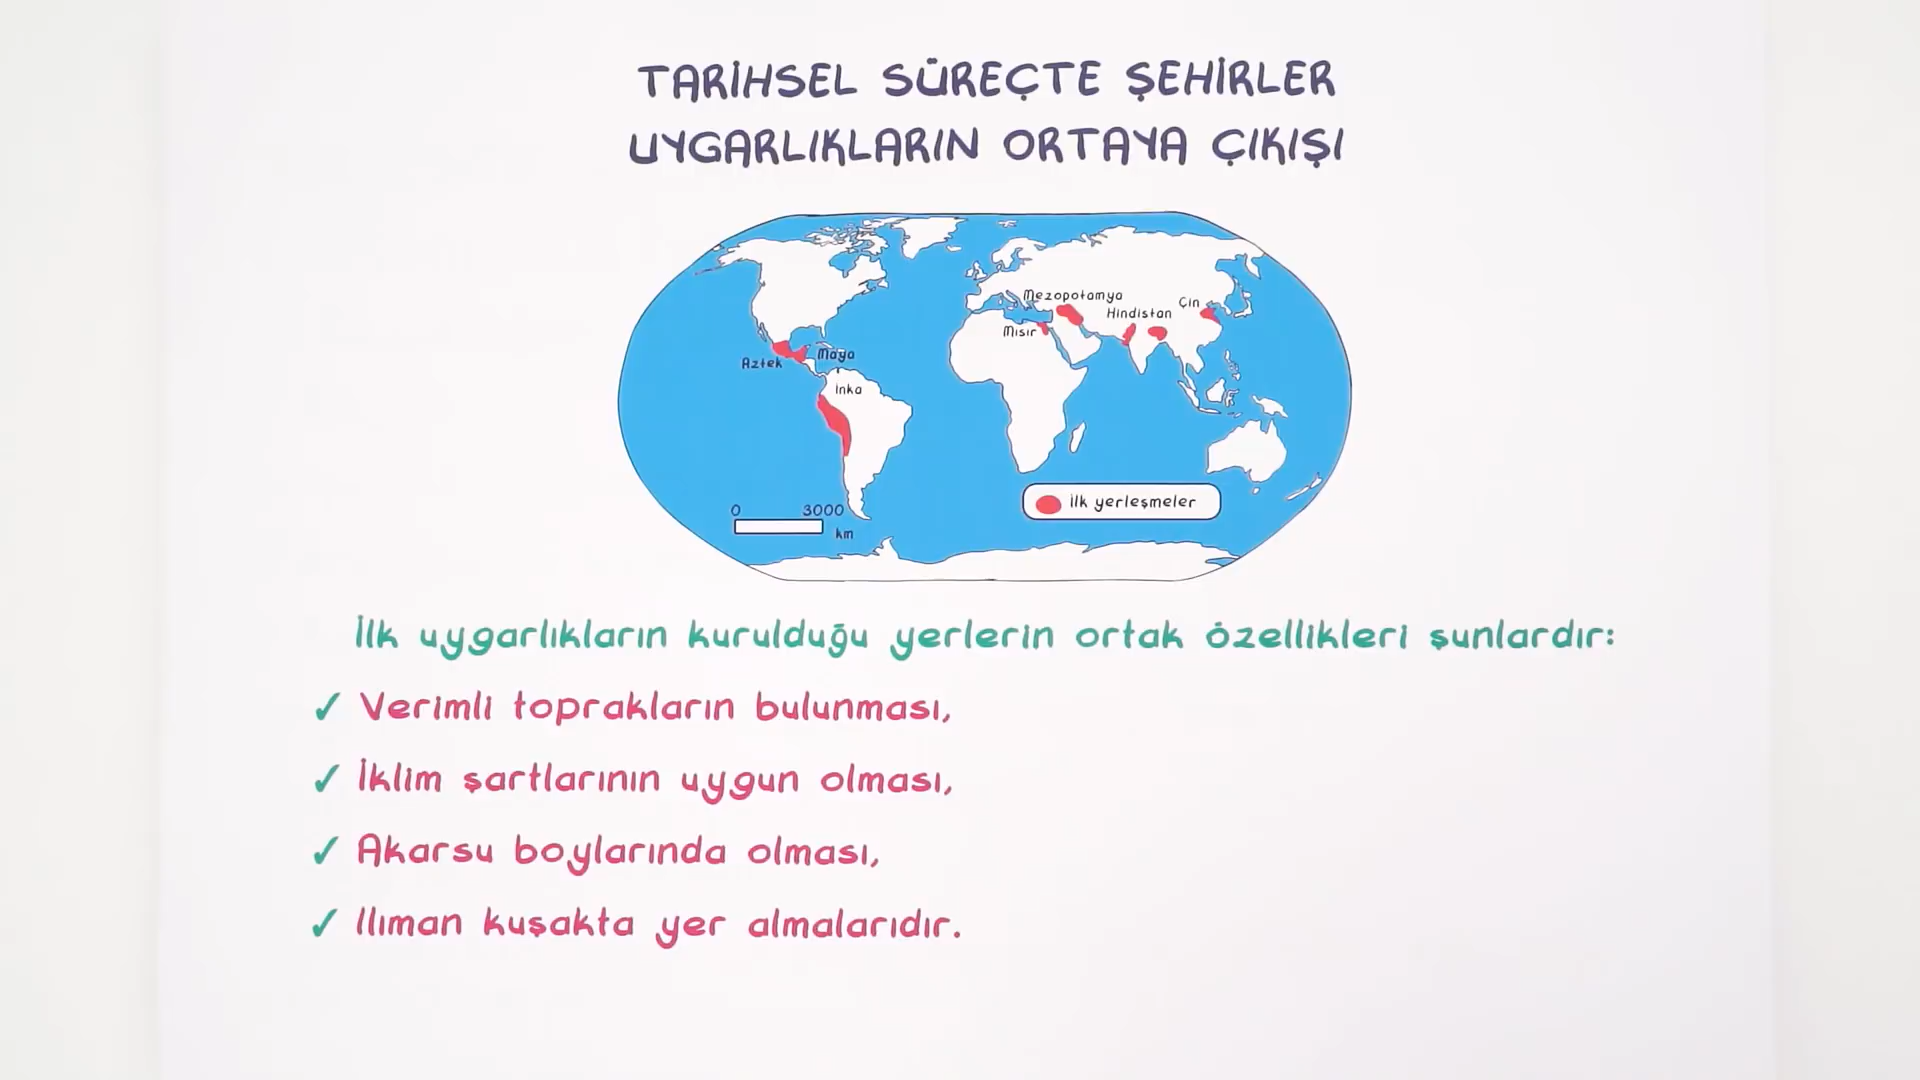 TARİHSEL SÜREÇTE ŞEHİRLER
UYGARLIKLARIN ORTAYA ÇIKIŞI
Mezopotamya
Çin
Hindistan
Mısır
Aztek
Maya
İnka
0 3000
km
İlk yerleşmeler
İlk uygarlıkların kurulduğu yerlerin ortak özellikleri şunlardır:
✓ Verimli toprakların bulunması,
✓ İklim şartlarının uygun olması,
✓ Akarsu boylarında olması,
✓ Ilıman kuşakta yer almalarıdır.